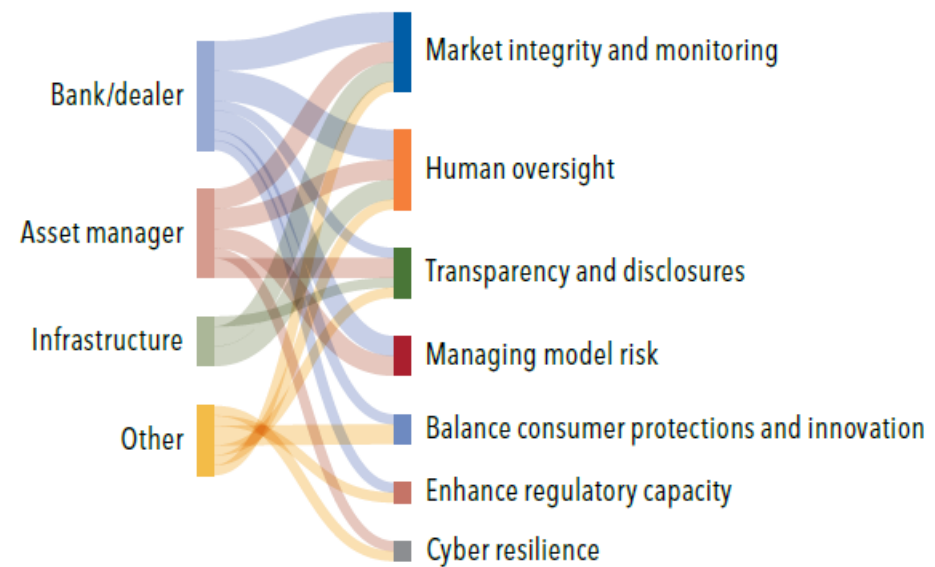 Bank/dealer
Asset manager
Infrastructure
Other
Market integrity and monitoring
Human oversight
Transparency and disclosures
Managing model risk
Balance consumer protections and innovation
Enhance regulatory capacity
Cyber resilience